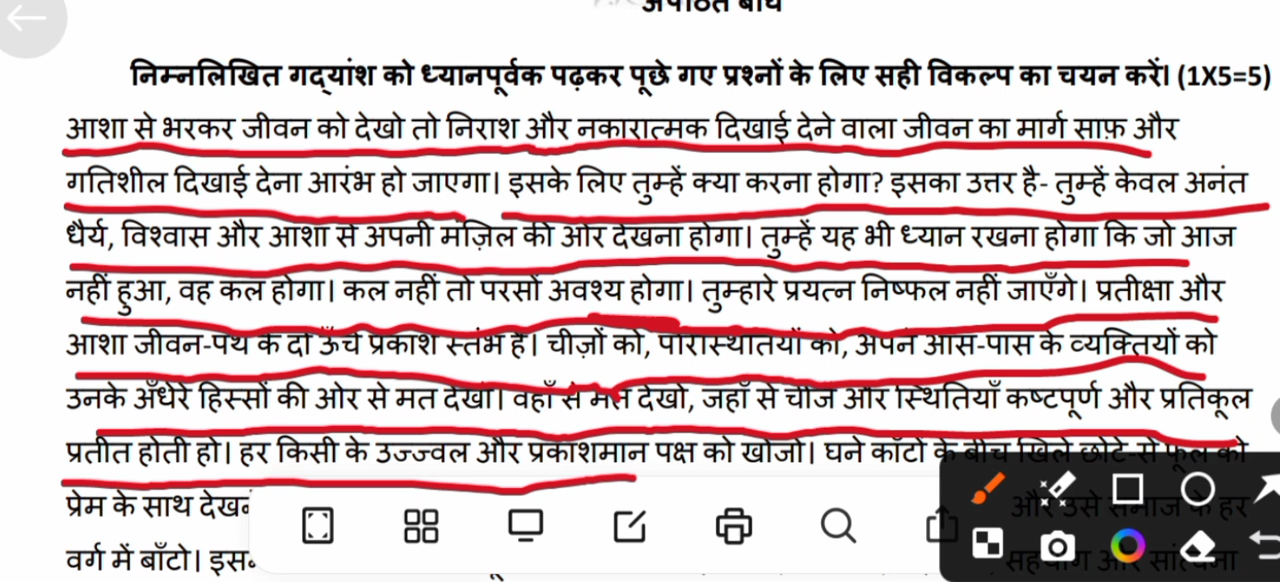 अपठित बोध
निम्नलिखित गद्यांश को ध्यानपूर्वक पढ़कर पूछे गए प्रश्नों के लिए सही विकल्प का चयन करें। (1X5=5)
आशा से भरकर जीवन को देखो तो निराश और नकारात्मक दिखाई देने वाला जीवन का मार्ग साफ़ और
गतिशील दिखाई देना आरंभ हो जाएगा। इसके लिए तुम्हें क्या करना होगा? इसका उत्तर है- तुम्हें केवल अनंत
धैर्य, विश्वास और आशा से अपनी मंज़िल की ओर देखना होगा। तुम्हें यह भी ध्यान रखना होगा कि जो आज
नहीं हुआ, वह कल होगा। कल नहीं तो परसों अवश्य होगा। तुम्हारे प्रयत्न निष्फल नहीं जाएँगे। प्रतीक्षा और
आशा जीवन-पथ के दो ऊँचे प्रकाश स्तंभ हैं। चीज़ों को, परिस्थितियों को, अपने आस-पास के व्यक्तियों को
उनके अँधेरे हिस्सों की ओर से मत देखो। वहाँ से मत देखो, जहाँ से चीजें और स्थितियाँ कष्टपूर्ण और प्रतिकूल
प्रतीत होती हो। हर किसी के उज्ज्वल और प्रकाशमान पक्ष को खोजो। घने काँटों के बीच खिले छोटे-से फूल को
प्रेम के साथ और उसे समाज के हर
वर्ग में बाँटो। सहयोग और सांत्वना